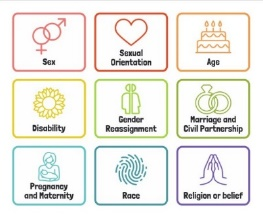 Sex
Sexual
Orientation
Age
Disability
Gender
Reassignment
Marriage and
Civil Partnership
Pregnancy
and Maternity
Race
Religion or belief